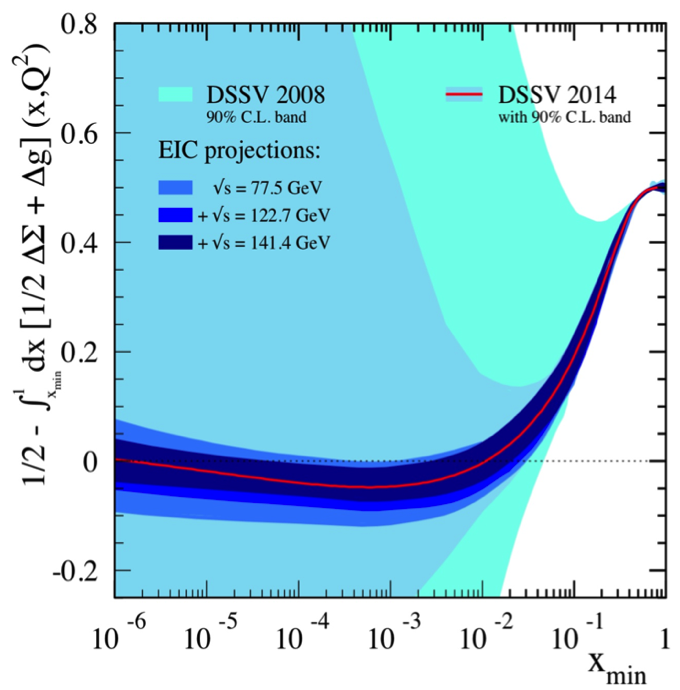 0.8
0.6
0.4
0.2
0
-0.2
1/2 - ∫¹ₓₘᵢₙ dx [1/2 ΔΣ + Δg] (x,Q²)
DSSV 2008
90% C.L. band
DSSV 2014
with 90% C.L. band
EIC projections:
√s = 77.5 GeV
+ √s = 122.7 GeV
+ √s = 141.4 GeV
10⁻⁶ 10⁻⁵ 10⁻⁴ 10⁻³ 10⁻² 10⁻¹ 1
xₘᵢₙ